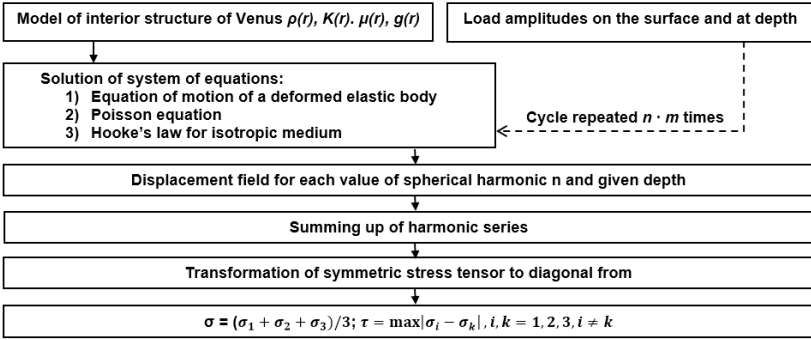 Model of interior structure of Venus ρ(r), K(r). μ(r), g(r)
Load amplitudes on the surface and at depth
Solution of system of equations:
1) Equation of motion of a deformed elastic body
2) Poisson equation
3) Hooke's law for isotropic medium
Cycle repeated n · m times
Displacement field for each value of spherical harmonic n and given depth
Summing up of harmonic series
Transformation of symmetric stress tensor to diagonal from
σ = (σ₁ + σ₂ + σ₃)/3; τ = max|σᵢ − σₖ|, i, k = 1, 2, 3, i ≠ k